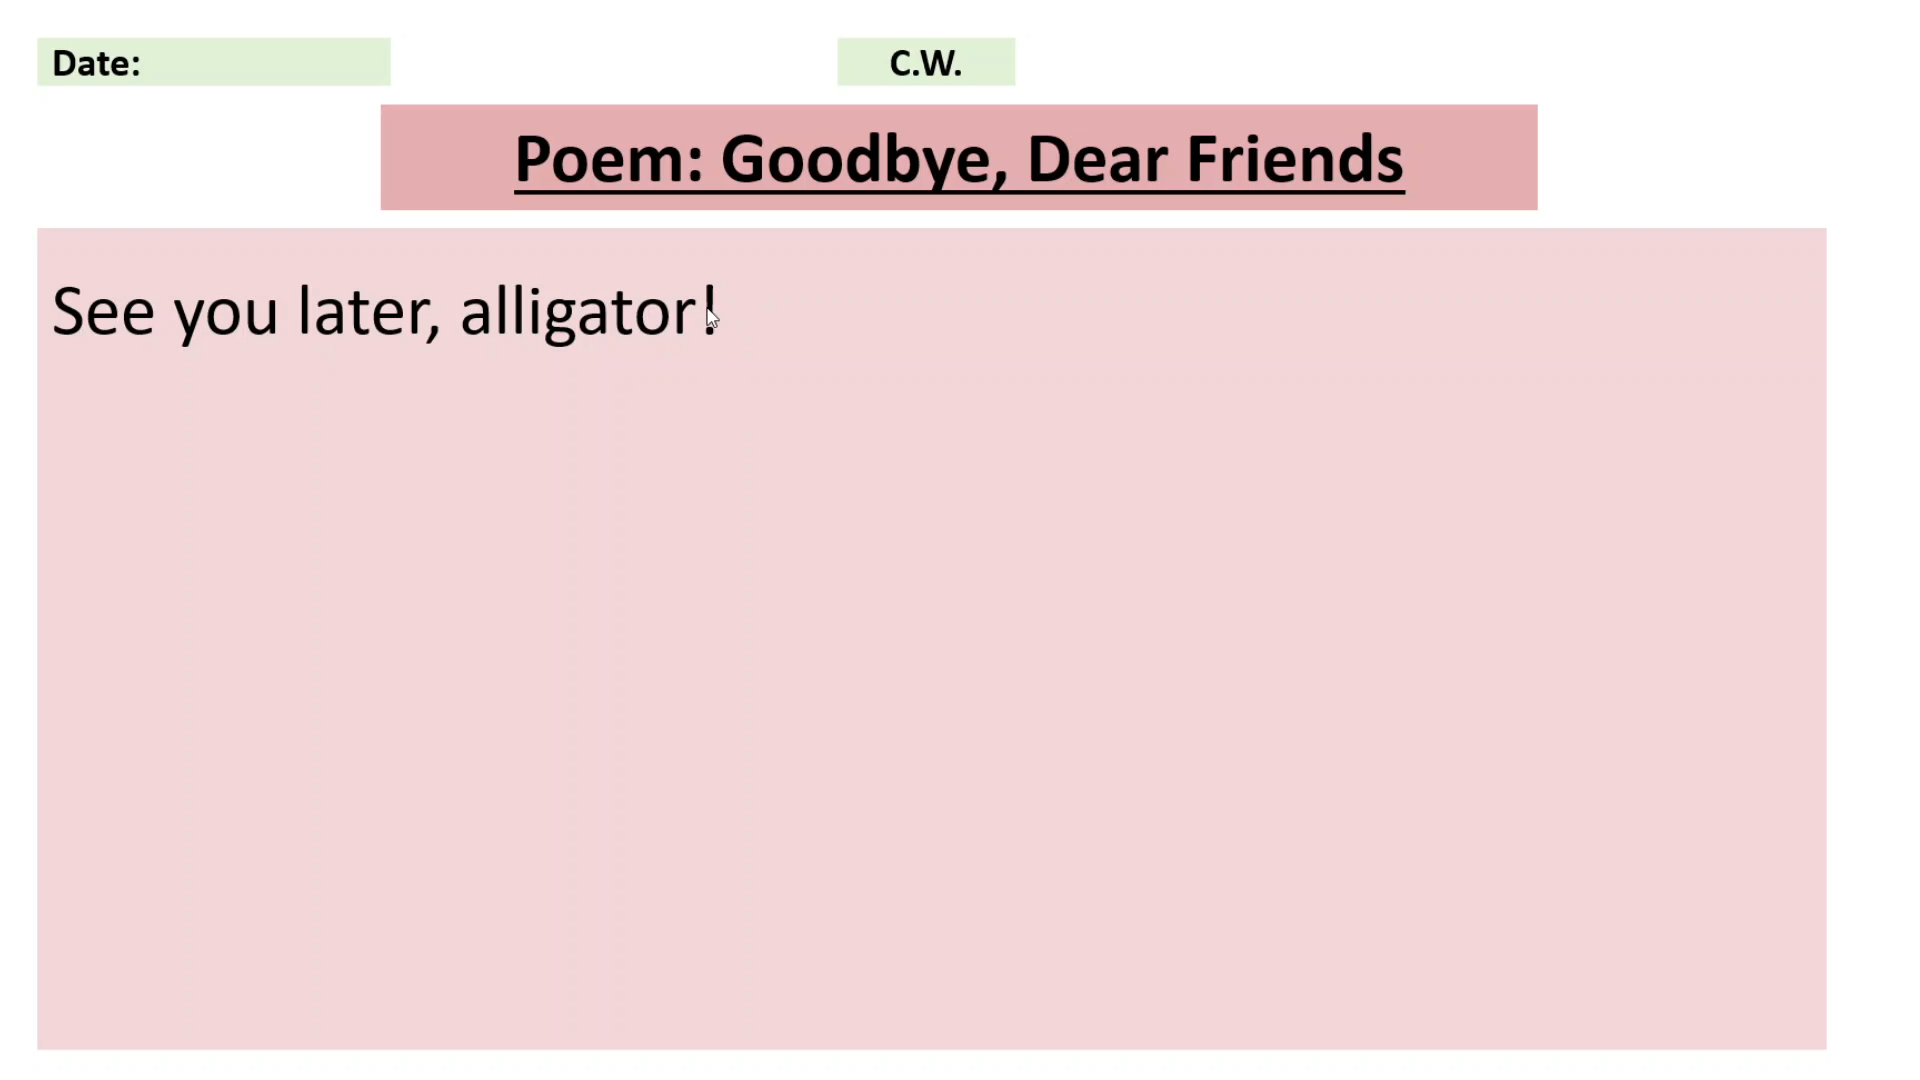 Date:
C.W.
Poem: Goodbye, Dear Friends
See you later, alligator!